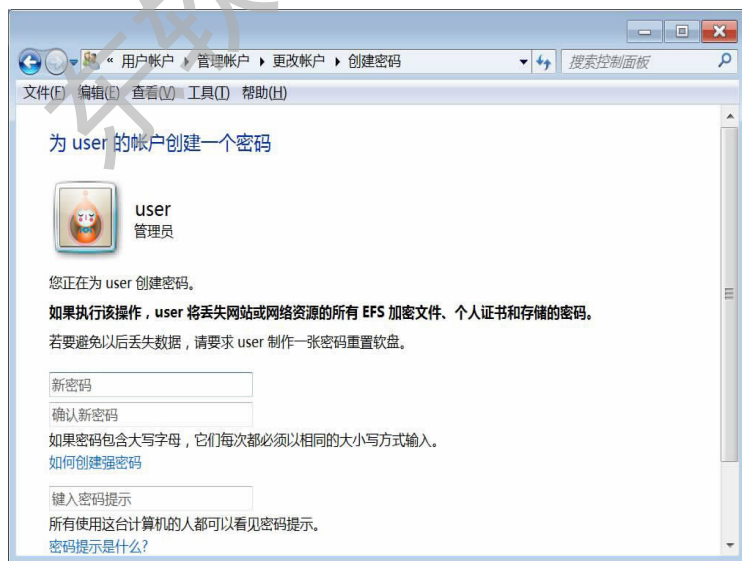 « 用户帐户 ▸ 管理帐户 ▸ 更改帐户 ▸ 创建密码
搜索控制面板
文件(F) 编辑(E) 查看(V) 工具(T) 帮助(H)
为 user 的帐户创建一个密码
user
管理员
您正在为 user 创建密码。
如果执行该操作，user 将丢失网站或网络资源的所有 EFS 加密文件、个人证书和存储的密码。
若要避免以后丢失数据，请要求 user 制作一张密码重置软盘。
新密码
确认新密码
如果密码包含大写字母，它们每次都必须以相同的大小写方式输入。
如何创建强密码
键入密码提示
所有使用这台计算机的人都可以看见密码提示。
密码提示是什么?